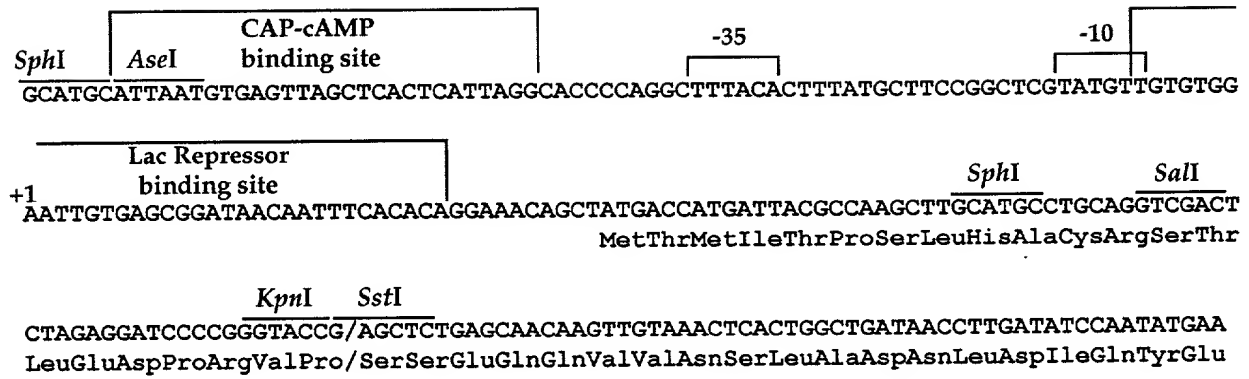 CAP-cAMP
binding site
-35
-10
SphI AseI
GCATGCATTAATGTGAGTTAGCTCACTCATTAGGCACCCCAGGCTTTACACTTTATGCTTCCGGCTCGTATGTTGTGTGG
Lac Repressor
binding site
+1
SphI SalI
AATTGTGAGCGGATAACAATTTCACACAGGAAACAGCTATGACCATGATTACGCCAAGCTTGCATGCCTGCAGGTCGACT
MetThrMetIleThrProSerLeuHisAlaCysArgSerThr
KpnI SstI
CTAGAGGATCCCCGGGTACCG/AGCTCTGAGCAACAAGTTGTAAACTCACTGGCTGATAACCTTGATATCCAATATGAA
LeuGluAspProArgValPro/SerSerGluGlnGlnValValAsnSerLeuAlaAspAsnLeuAspIleGlnTyrGlu